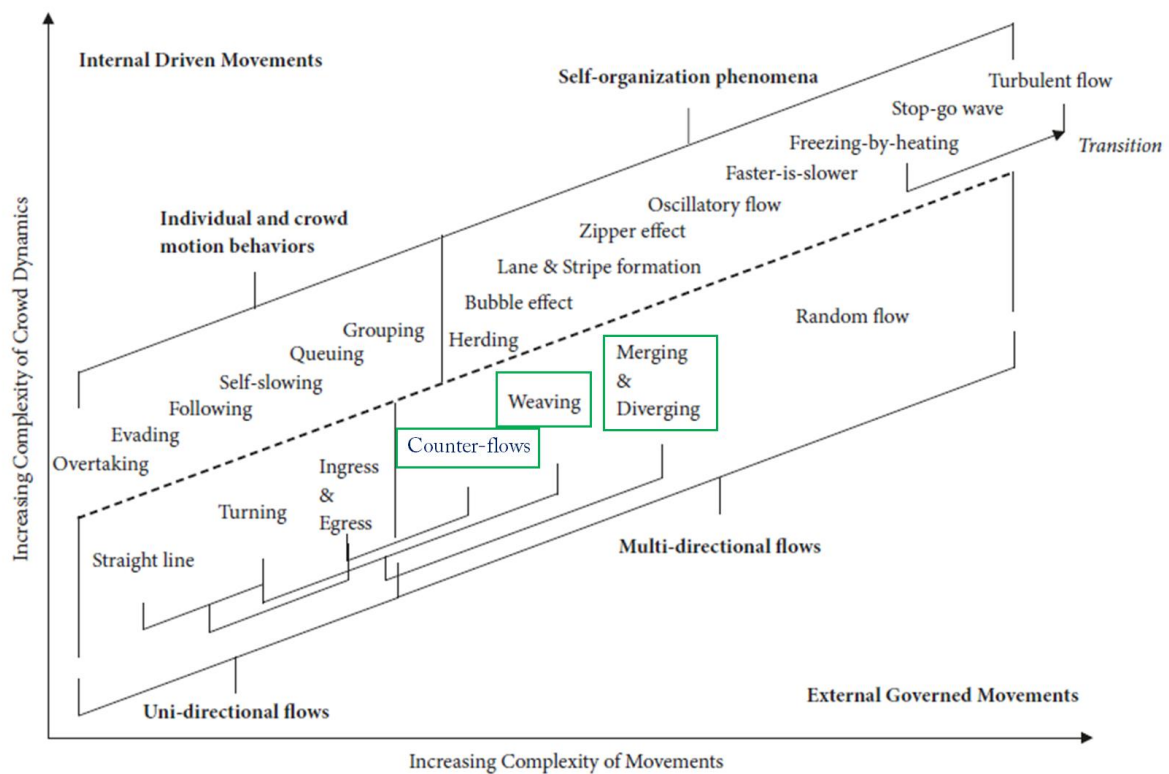 Internal Driven Movements
Self-organization phenomena
Turbulent flow
Stop-go wave
Freezing-by-heating
Transition
Faster-is-slower
Oscillatory flow
Individual and crowd
motion behaviors
Zipper effect
Lane & Stripe formation
Bubble effect
Random flow
Grouping
Herding
Queuing
Merging
&
Diverging
Self-slowing
Weaving
Following
Evading
Counter-flows
Overtaking
Ingress
&
Egress
Turning
Straight line
Multi-directional flows
External Governed Movements
Uni-directional flows
Increasing Complexity of Crowd Dynamics
Increasing Complexity of Movements